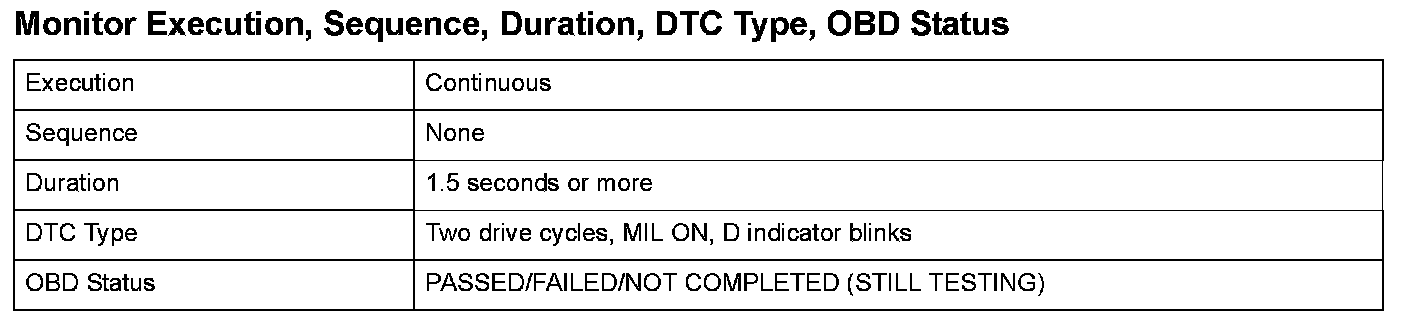 Monitor Execution, Sequence, Duration, DTC Type, OBD Status
Execution Continuous
Sequence None
Duration 1.5 seconds or more
DTC Type Two drive cycles, MIL ON, D indicator blinks
OBD Status PASSED/FAILED/NOT COMPLETED (STILL TESTING)